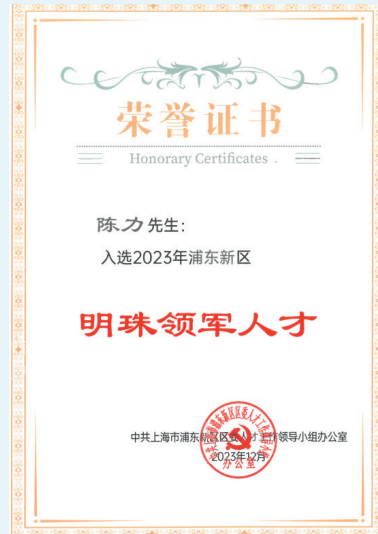 荣誉证书
Honorary Certificates .
陈力先生：
入选2023年浦东新区
明珠领军人才
中共上海市浦东新区区委人才工作领导小组办公室
2023年12月
办公室